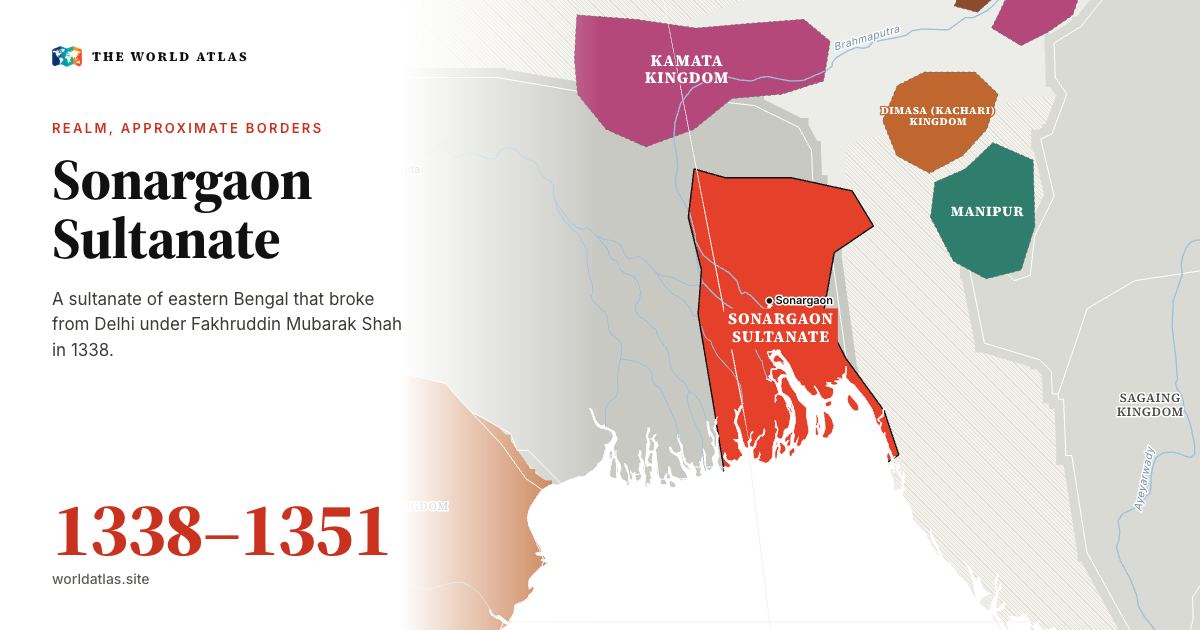 THE WORLD ATLAS
REALM, APPROXIMATE BORDERS
Sonargaon
Sultanate
A sultanate of eastern Bengal that broke
from Delhi under Fakhruddin Mubarak Shah
in 1338.
1338–1351
worldatlas.site
KAMATA
KINGDOM
Brahmaputra
DIMASA (KACHARI)
KINGDOM
MANIPUR
Sonargaon
SONARGAON
SULTANATE
SAGAING
KINGDOM
Ayeyarwady